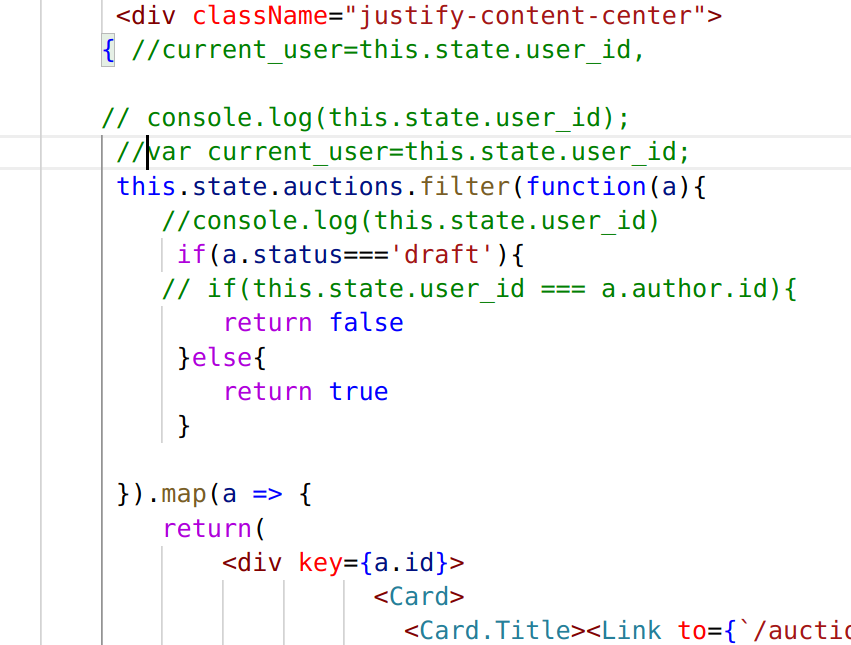 <div className="justify-content-center">
{ //current_user=this.state.user_id,
// console.log(this.state.user_id);
//var current_user=this.state.user_id;
this.state.auctions.filter(function(a){
//console.log(this.state.user_id)
if(a.status==='draft'){
// if(this.state.user_id === a.author.id){
return false
}else{
return true
}
}).map(a => {
return(
<div key={a.id}>
<Card>
<Card.Title><Link to={`/auctio